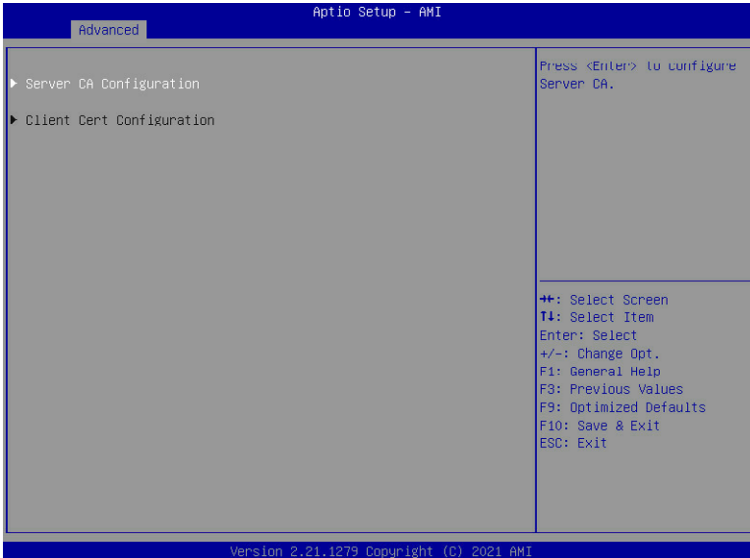 Aptio Setup – AMI
Advanced
Server CA Configuration
Client Cert Configuration
Press <Enter> to configure
Server CA.
→←: Select Screen
↑↓: Select Item
Enter: Select
+/-: Change Opt.
F1: General Help
F3: Previous Values
F9: Optimized Defaults
F10: Save & Exit
ESC: Exit
Version 2.21.1279 Copyright (C) 2021 AMI